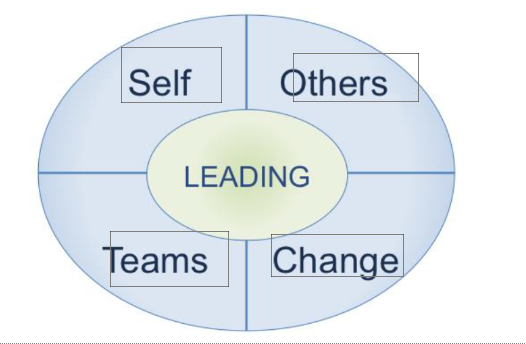 Self
Others
LEADING
Teams
Change